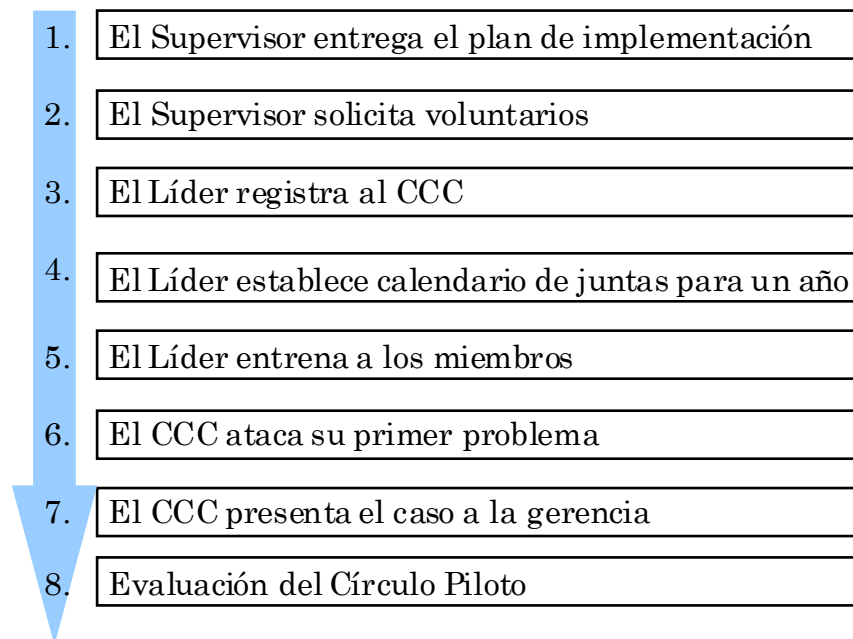 1. El Supervisor entrega el plan de implementación
2. El Supervisor solicita voluntarios
3. El Líder registra al CCC
4. El Líder establece calendario de juntas para un año
5. El Líder entrena a los miembros
6. El CCC ataca su primer problema
7. El CCC presenta el caso a la gerencia
8. Evaluación del Círculo Piloto